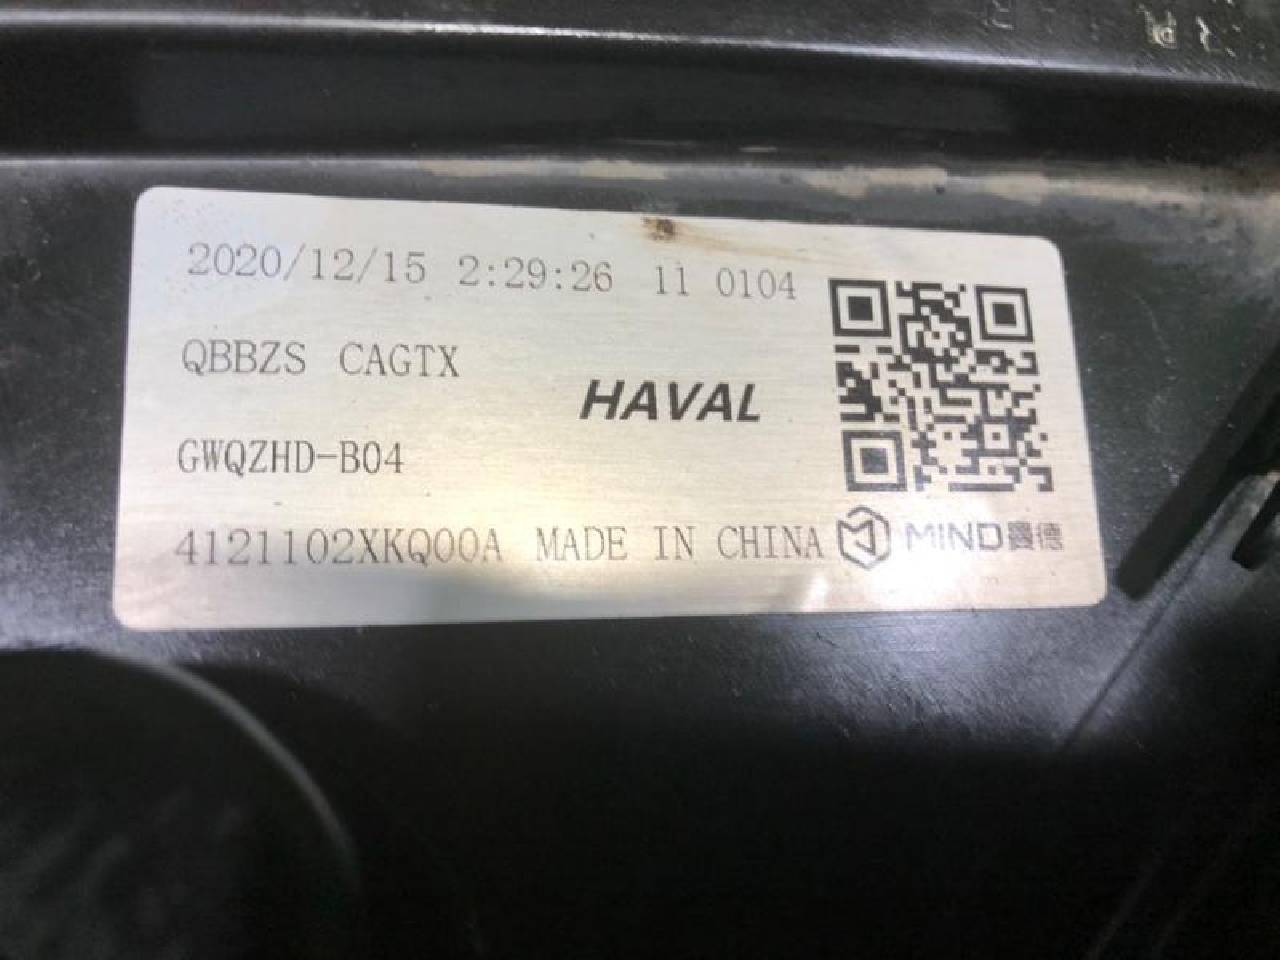 2020/12/15 2:29:26 11 0104
QBBZS CAGTX
HAVAL
GWQZHD-B04
4121102XKQ00A MADE IN CHINA
MIND曼德